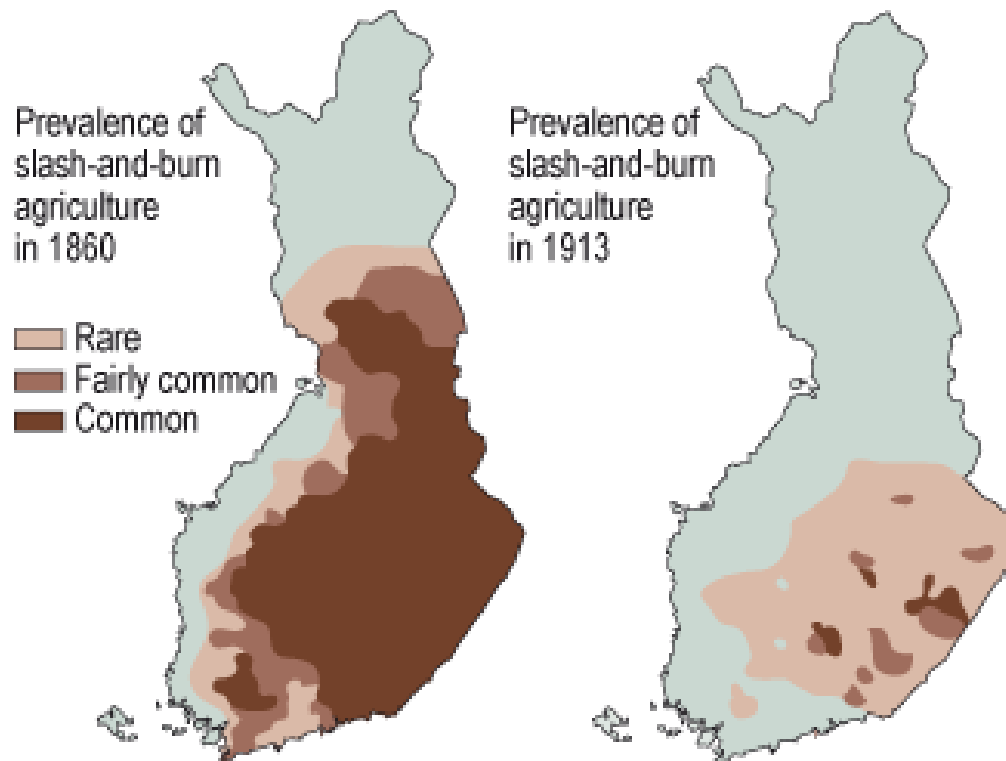 Prevalence of
slash-and-burn
agriculture
in 1860
Rare
Fairly common
Common
Prevalence of
slash-and-burn
agriculture
in 1913